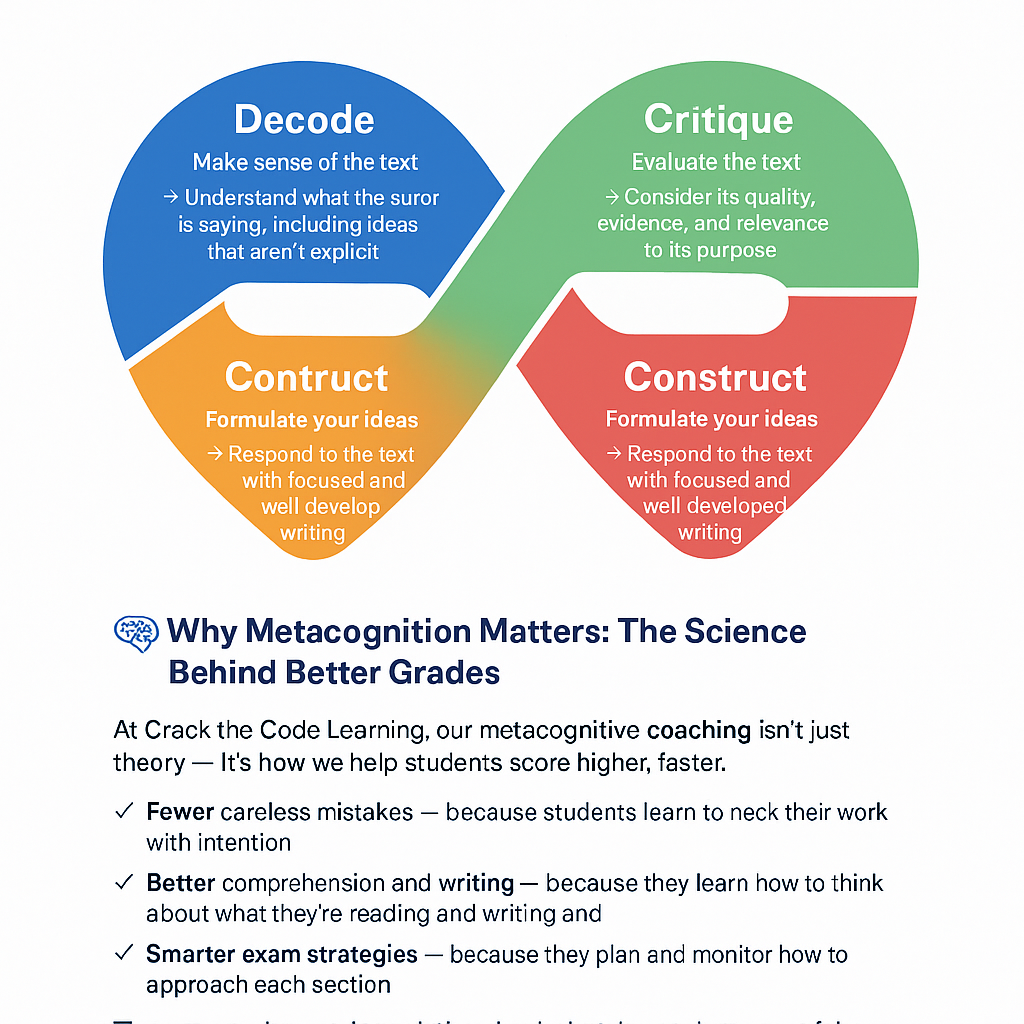 Decode
Make sense of the text
→ Understand what the suror
is saying, including ideas
that aren't explicit
Critique
Evaluate the text
→ Consider its quality,
evidence, and relevance
to its purpose
Contruct
Formulate your ideas
→ Respond to the text
with focused and
well develop
writing
Construct
Formulate your ideas
→ Respond to the text
with focused and
well developed
writing
Why Metacognition Matters: The Science
Behind Better Grades
At Crack the Code Learning, our metacognitive coaching isn't just
theory — It's how we help students score higher, faster.
✓ Fewer careless mistakes — because students learn to neck their work
with intention
✓ Better comprehension and writing — because they learn how to think
about what they're reading and writing and
✓ Smarter exam strategies — because they plan and monitor how to
approach each section